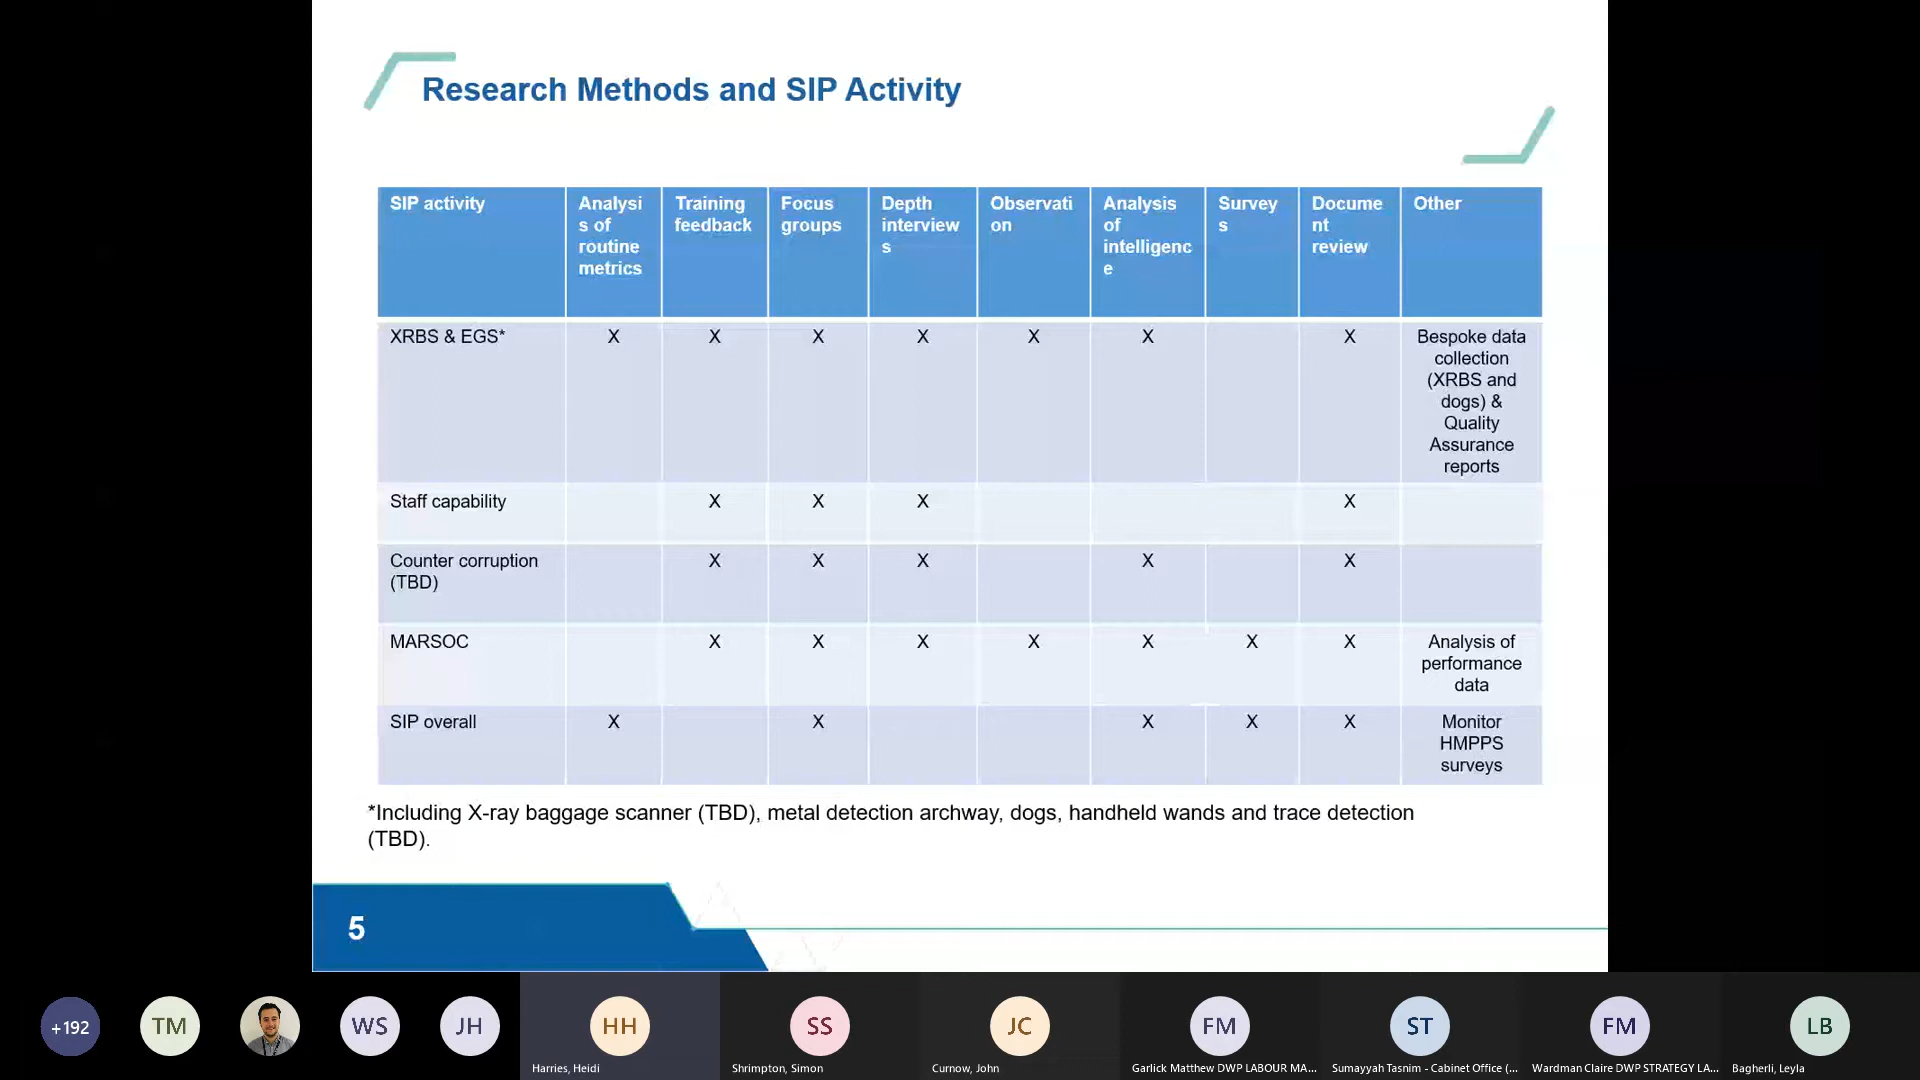 Research Methods and SIP Activity
SIP activity
Analysi
s of
routine
metrics
Training
feedback
Focus
groups
Depth
interview
s
Observati
on
Analysis
of
intelligenc
e
Survey
s
Docume
nt
review
Other
XRBS & EGS*
X X X X X X X
Bespoke data
collection
(XRBS and
dogs) &
Quality
Assurance
reports
Staff capability
X X X X
Counter corruption
(TBD)
X X X X X
MARSOC
X X X X X X X
Analysis of
performance
data
SIP overall
X X X X X
Monitor
HMPPS
surveys
*Including X-ray baggage scanner (TBD), metal detection archway, dogs, handheld wands and trace detection
(TBD).
5
+192
TM
WS
JH
HH
Harries, Heidi
SS
Shrimpton, Simon
JC
Curnow, John
FM
Garlick Matthew DWP LABOUR MA...
ST
Sumayyah Tasnim - Cabinet Office (...
FM
Wardman Claire DWP STRATEGY LA...
LB
Bagherli, Leyla